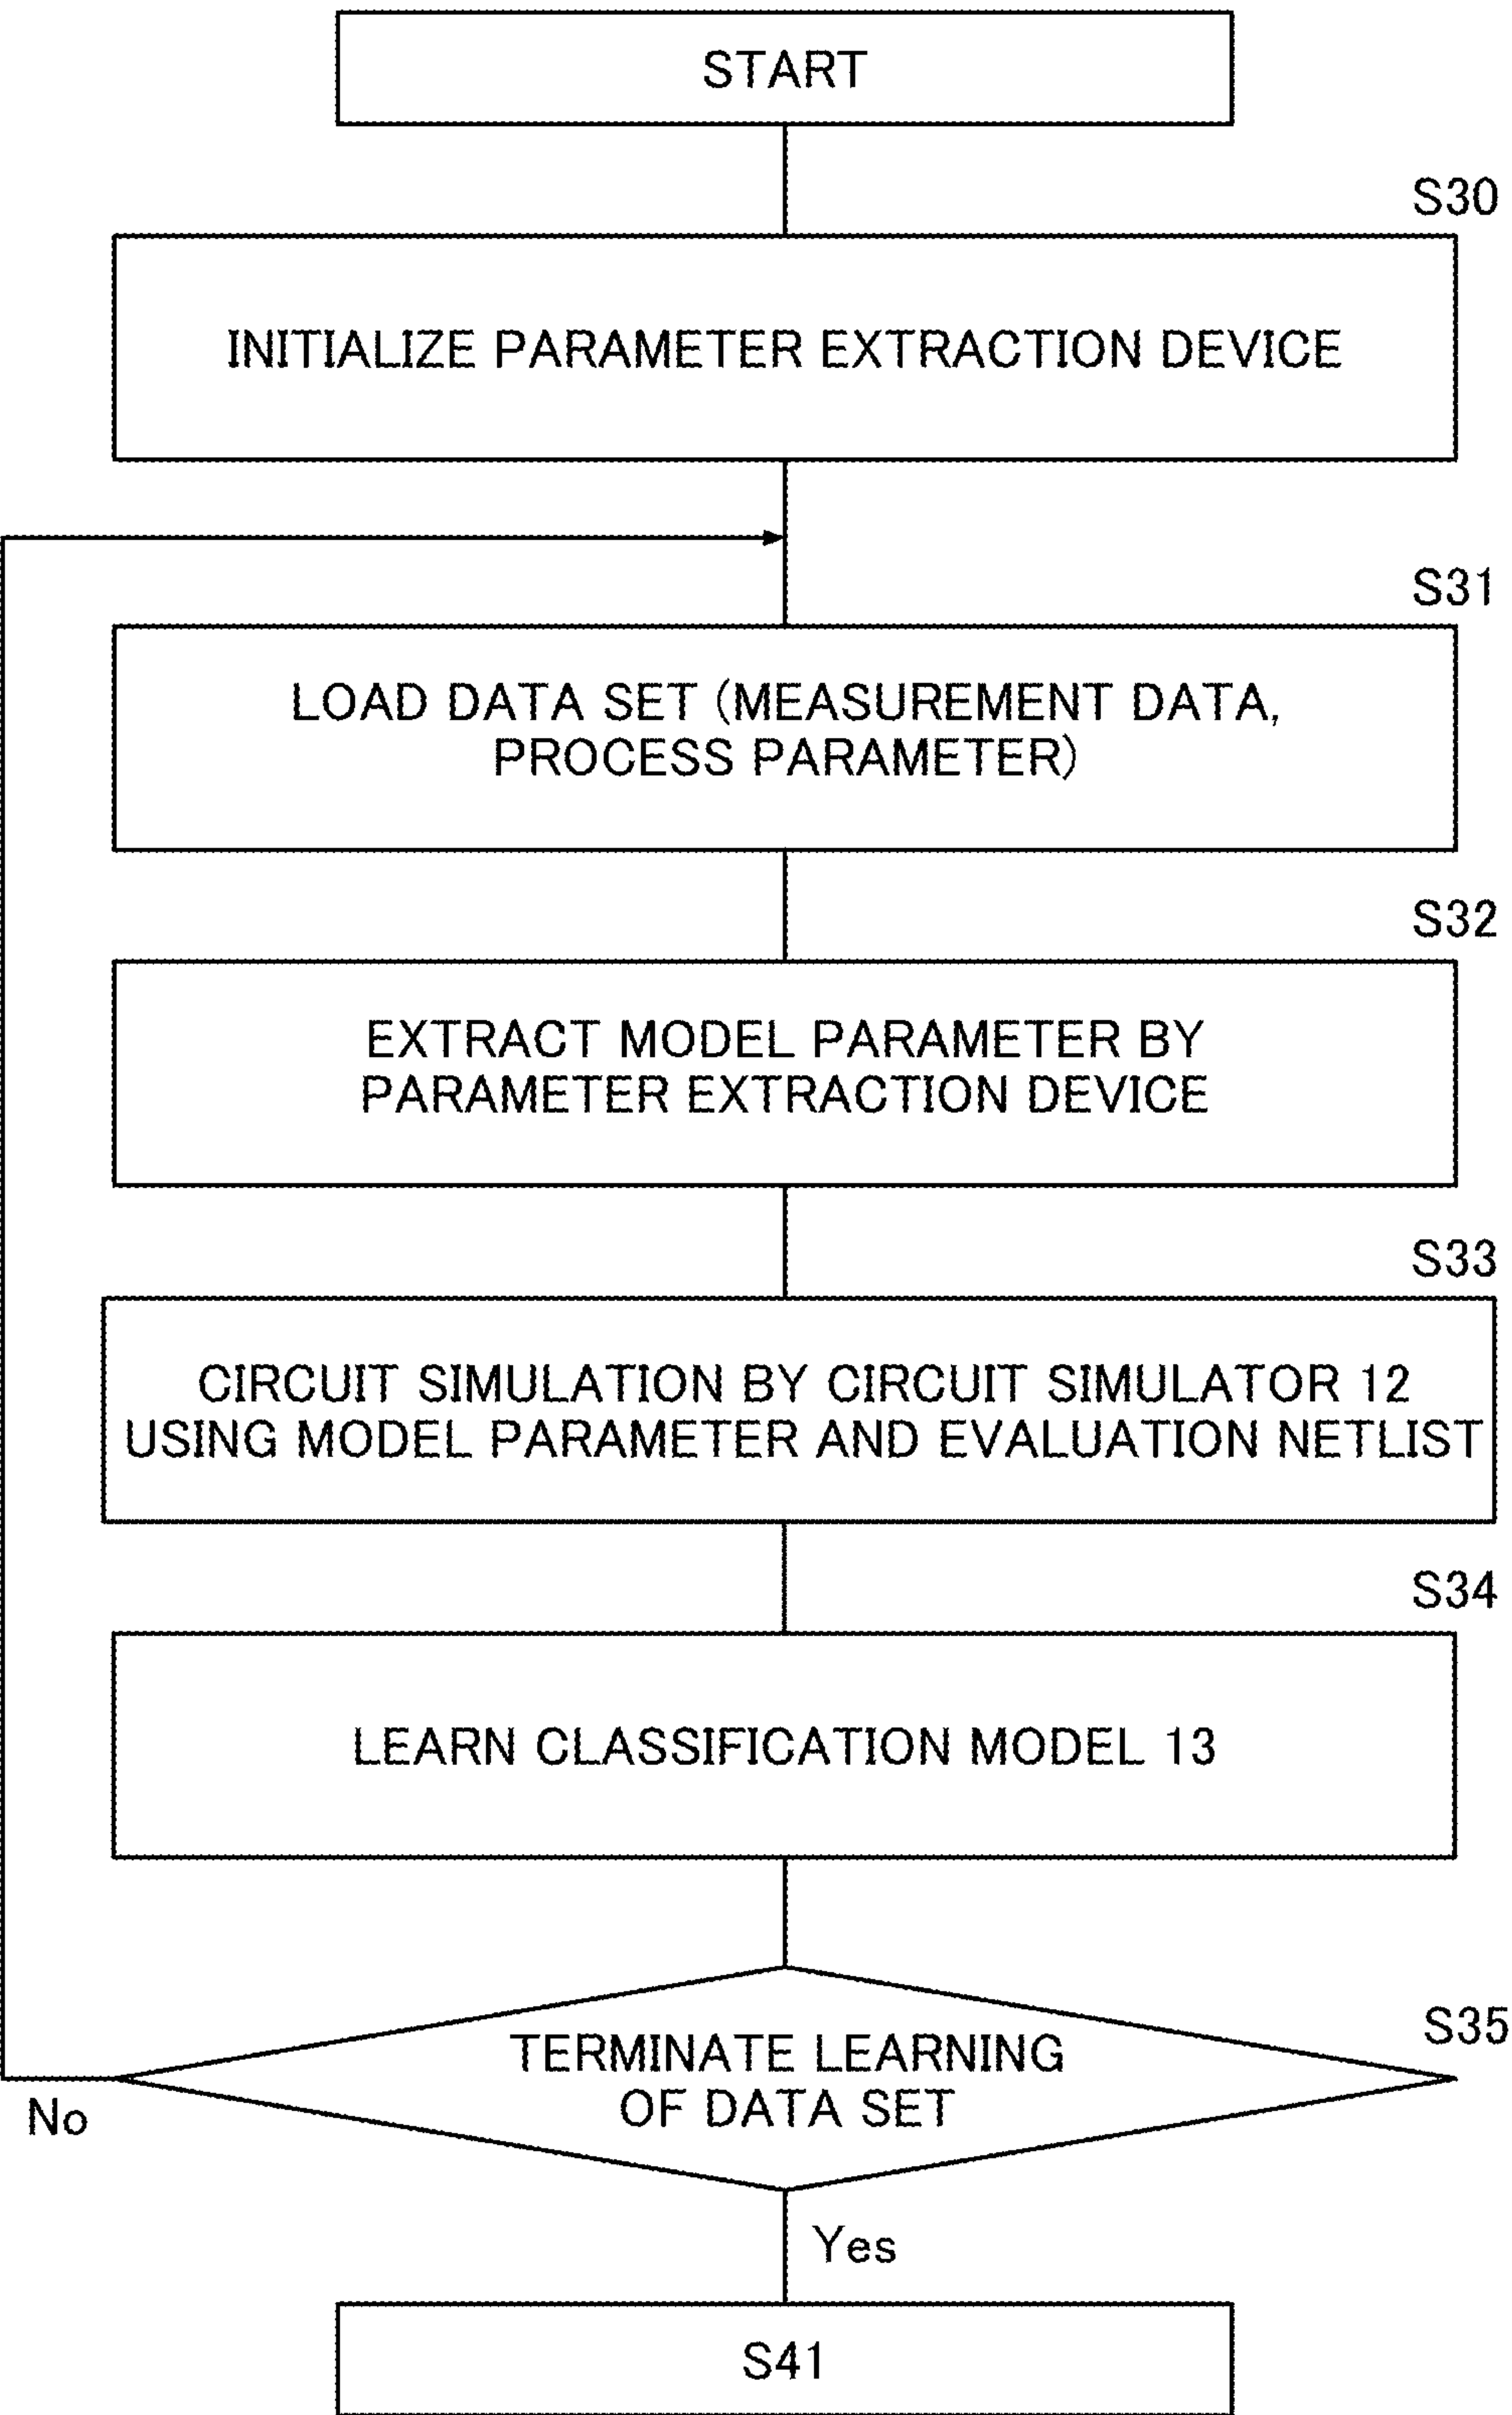 START
S30
INITIALIZE PARAMETER EXTRACTION DEVICE
S31
LOAD DATA SET (MEASUREMENT DATA,
PROCESS PARAMETER)
S32
EXTRACT MODEL PARAMETER BY
PARAMETER EXTRACTION DEVICE
S33
CIRCUIT SIMULATION BY CIRCUIT SIMULATOR 12
USING MODEL PARAMETER AND EVALUATION NETLIST
S34
LEARN CLASSIFICATION MODEL 13
S35
TERMINATE LEARNING
OF DATA SET
No
Yes
S41